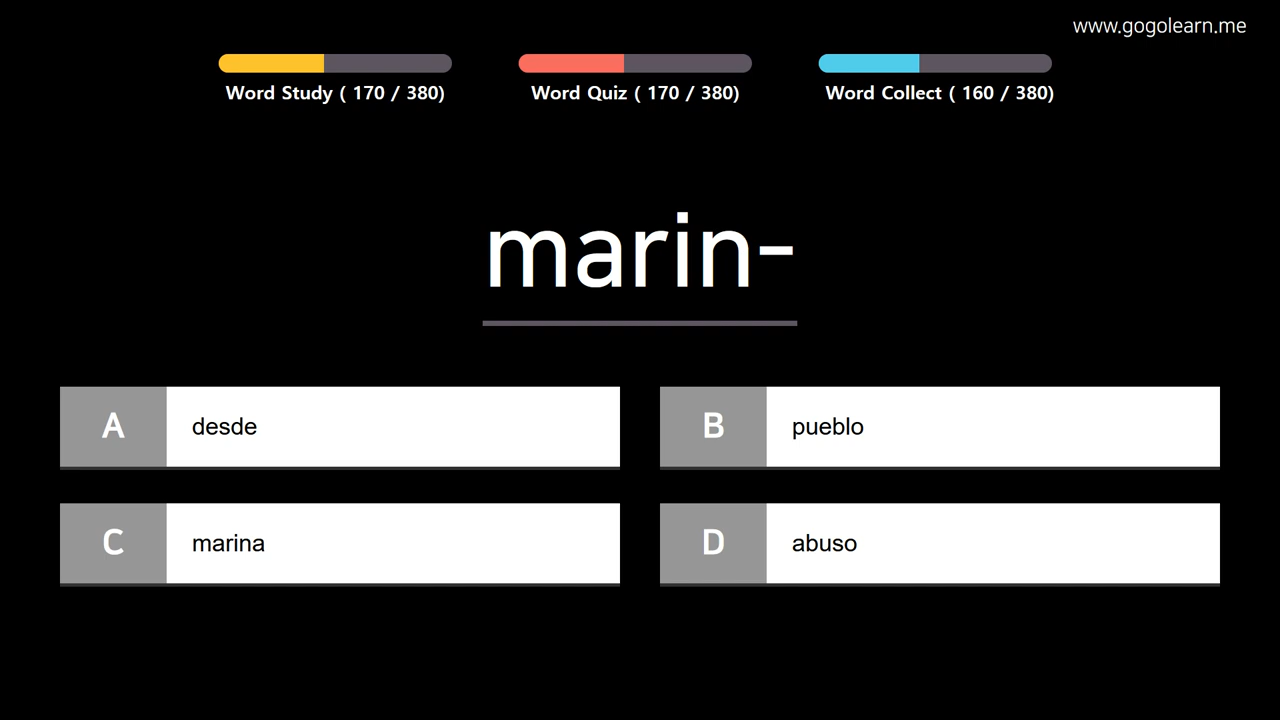 www.gogolearn.me
Word Study ( 170 / 380)
Word Quiz ( 170 / 380)
Word Collect ( 160 / 380)
marin-
A
desde
B
pueblo
C
marina
D
abuso